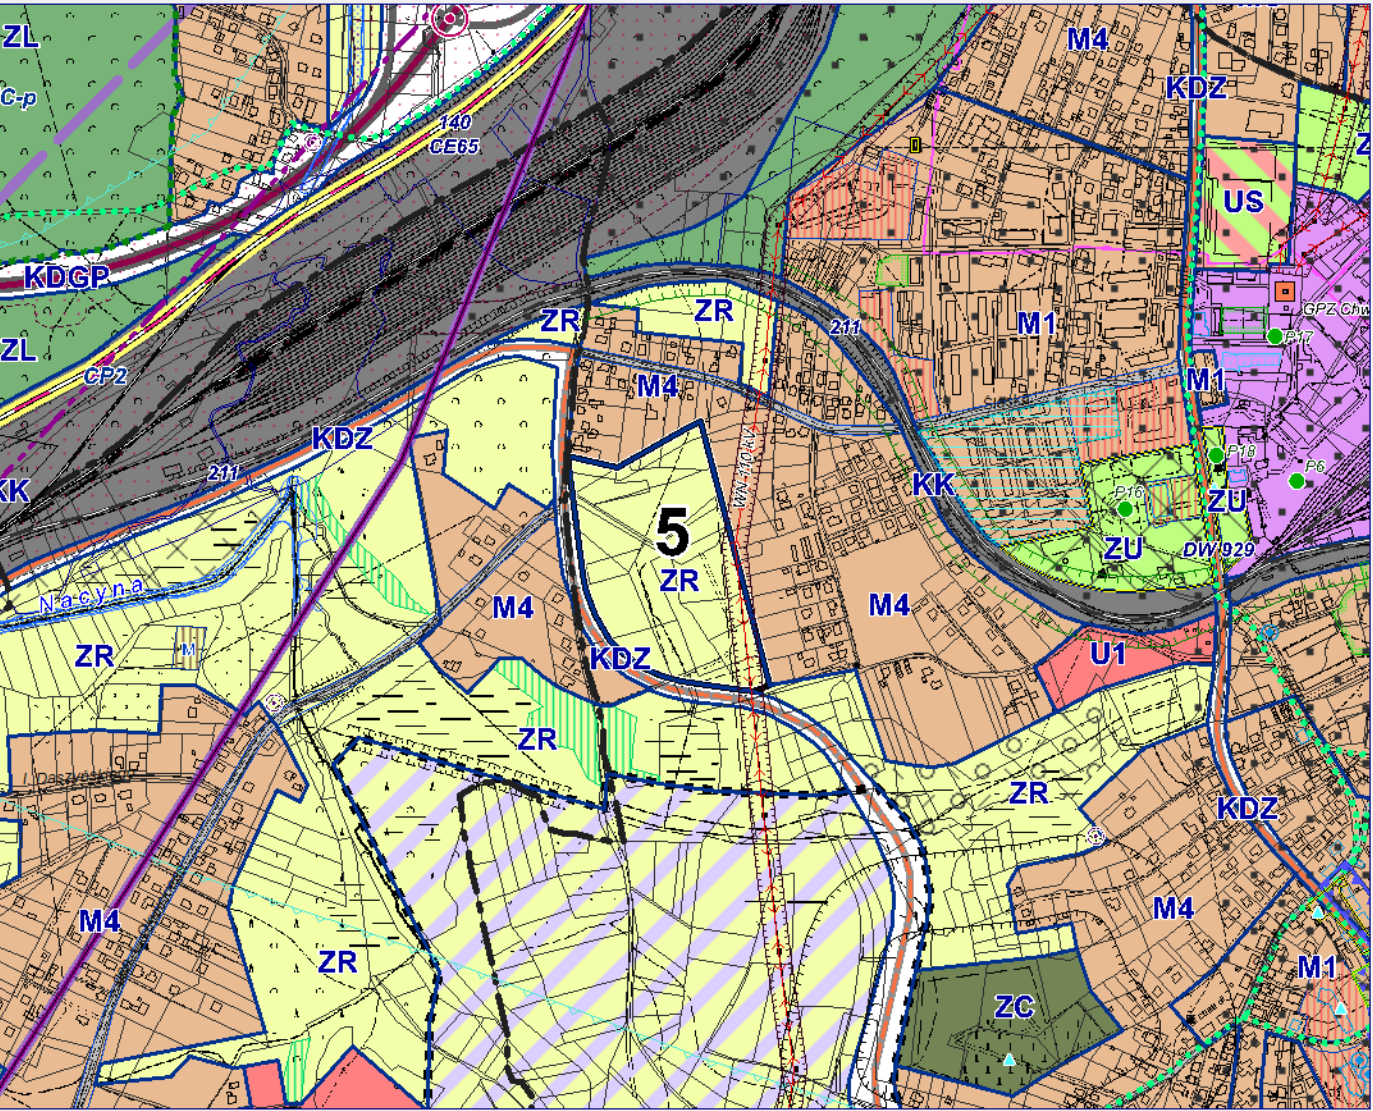 ZL
C-p
M4
KDZ
140
CE65
US
KDGP
GPZ Chw
P17
ZR
ZR
211
M1
ZL
CP2
M4
M1
KDZ
211
WN 110 kV
P18
KK
KK
P6
P16
ZU
5
ZU
DW 929
ZR
Nacyna
M4
M4
ZR
M
KDZ
U1
ZR
I. Daszyńskiego
ZR
KDZ
M4
M4
ZR
M1
ZC